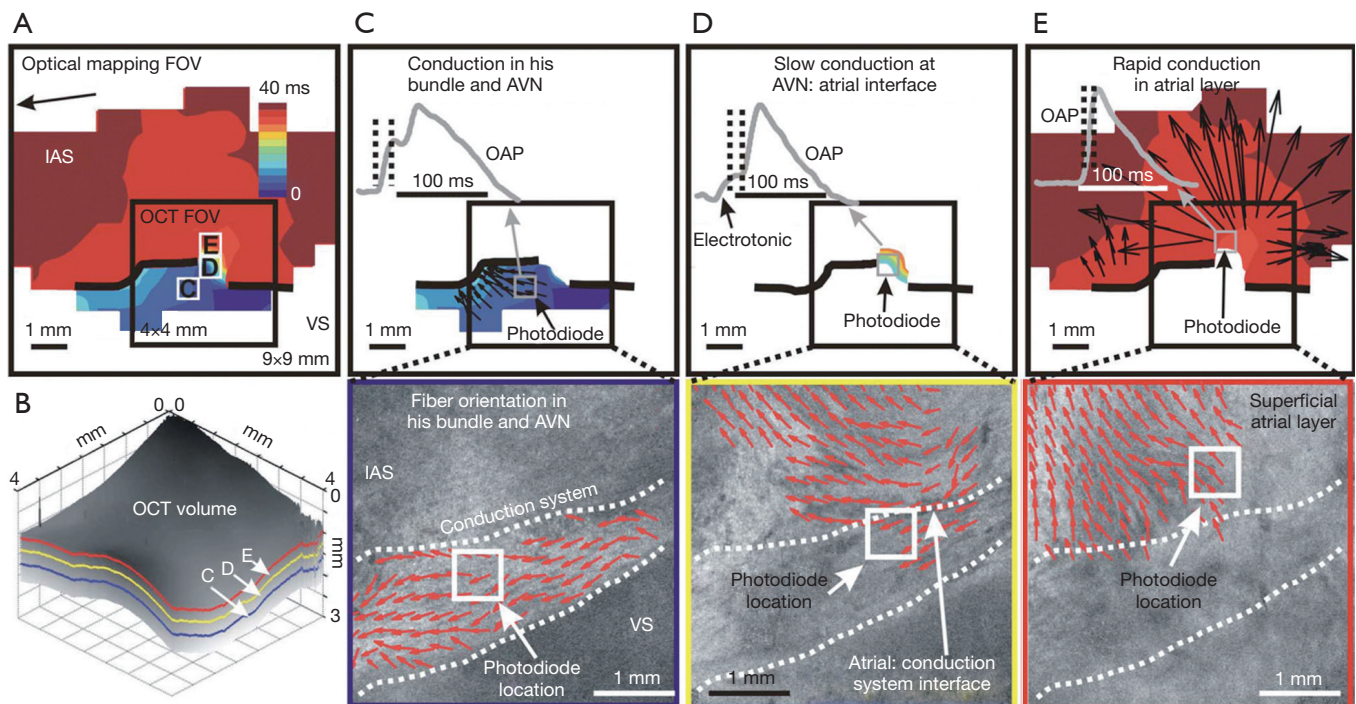 A
Optical mapping FOV
40 ms
IAS
0
OCT FOV
E
D
C
1 mm
4×4 mm
VS
9×9 mm
B
0 0
mm
mm
4
4
0
OCT volume
mm
E
D
C
3
C
Conduction in his
bundle and AVN
OAP
100 ms
Photodiode
1 mm
Fiber orientation in
his bundle and AVN
IAS
Conduction system
VS
Photodiode
location
1 mm
D
Slow conduction at
AVN: atrial interface
OAP
100 ms
Electrotonic
Photodiode
1 mm
Photodiode
location
Atrial: conduction
system interface
1 mm
E
Rapid conduction
in atrial layer
OAP
100 ms
Photodiode
1 mm
Superficial
atrial layer
Photodiode
location
1 mm